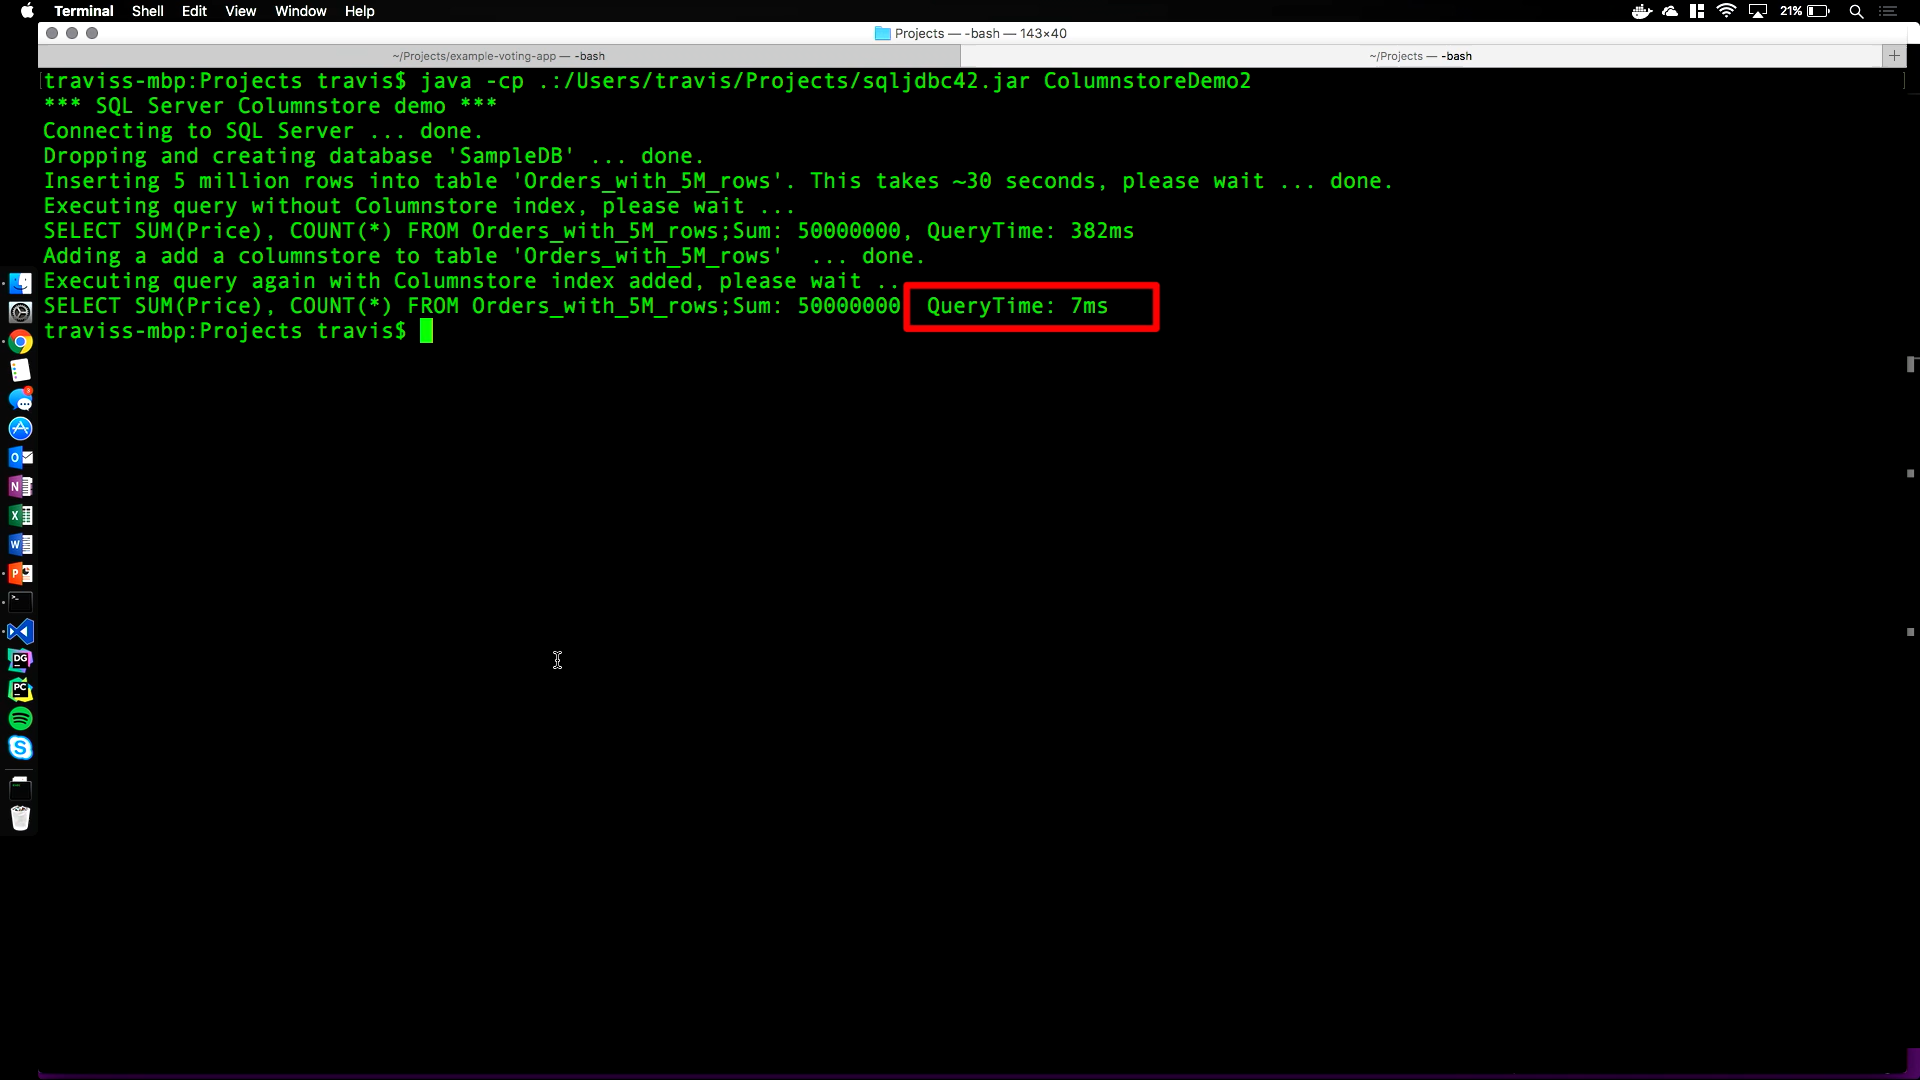 Terminal Shell Edit View Window Help 21%
Projects — -bash — 143×40
~/Projects/example-voting-app — -bash ~/Projects — -bash
traviss-mbp:Projects travis$ java -cp .:/Users/travis/Projects/sqljdbc42.jar ColumnstoreDemo2
*** SQL Server Columnstore demo ***
Connecting to SQL Server ... done.
Dropping and creating database 'SampleDB' ... done.
Inserting 5 million rows into table 'Orders_with_5M_rows'. This takes ~30 seconds, please wait ... done.
Executing query without Columnstore index, please wait ...
SELECT SUM(Price), COUNT(*) FROM Orders_with_5M_rows;Sum: 50000000, QueryTime: 382ms
Adding a add a columnstore to table 'Orders_with_5M_rows'  ... done.
Executing query again with Columnstore index added, please wait ..
SELECT SUM(Price), COUNT(*) FROM Orders_with_5M_rows;Sum: 50000000 QueryTime: 7ms
traviss-mbp:Projects travis$